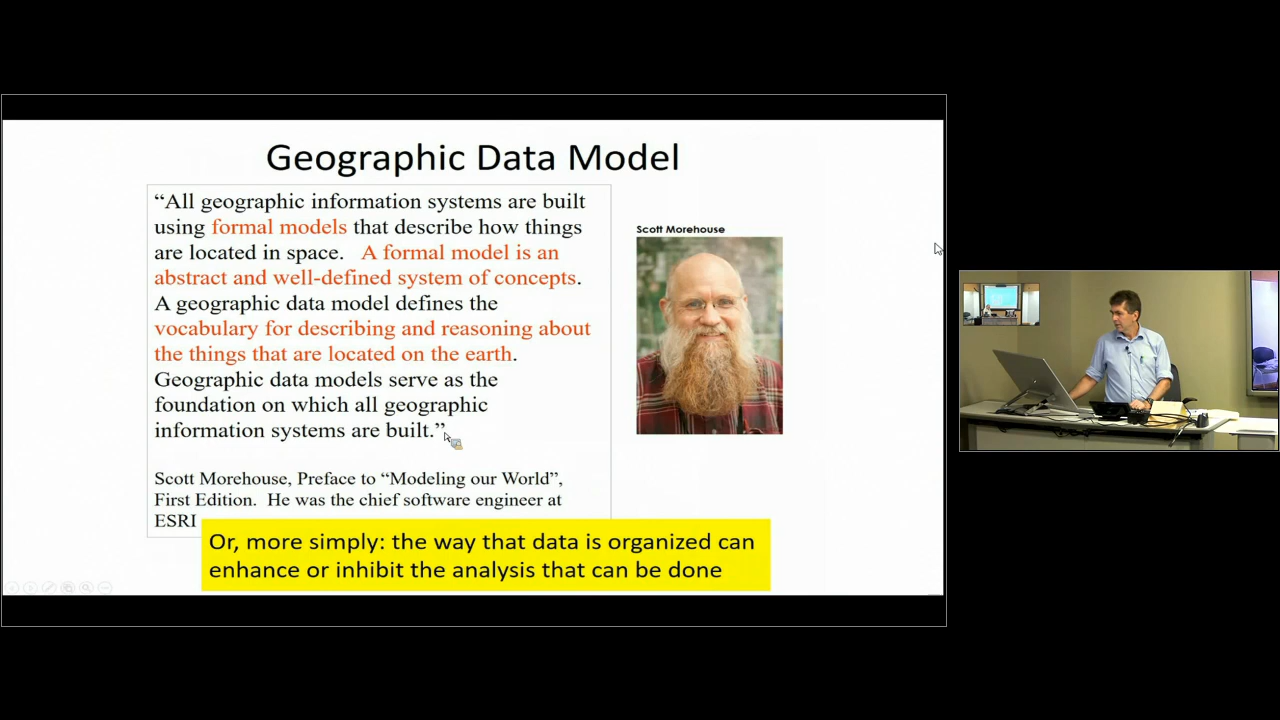 Geographic Data Model
“All geographic information systems are built
using formal models that describe how things
are located in space. A formal model is an
abstract and well-defined system of concepts.
A geographic data model defines the
vocabulary for describing and reasoning about
the things that are located on the earth.
Geographic data models serve as the
foundation on which all geographic
information systems are built.”
Scott Morehouse, Preface to “Modeling our World”,
First Edition. He was the chief software engineer at
ESRI
Scott Morehouse
Or, more simply: the way that data is organized can
enhance or inhibit the analysis that can be done